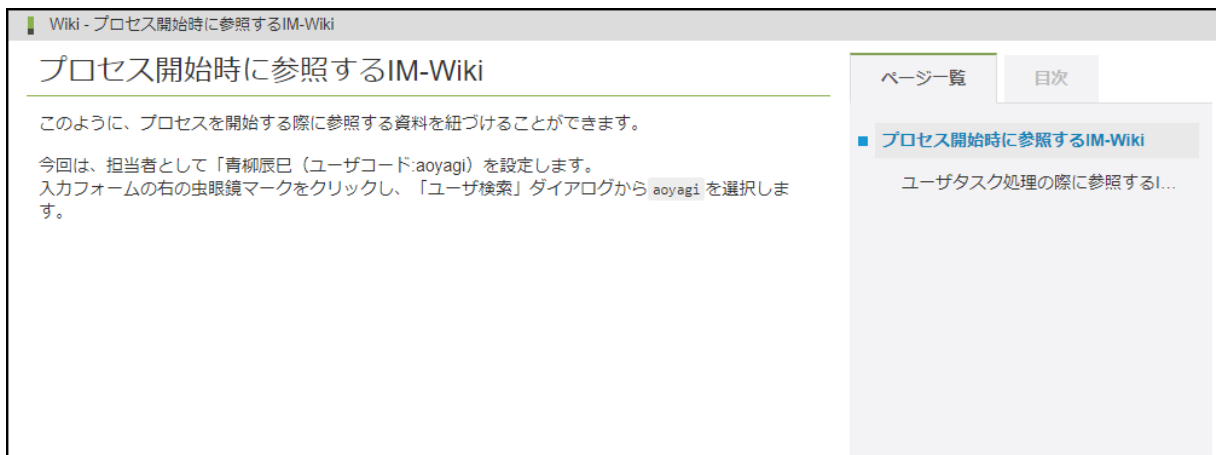 Wiki - プロセス開始時に参照するIM-Wiki
プロセス開始時に参照するIM-Wiki
このように、プロセスを開始する際に参照する資料を紐づけることができます。
今回は、担当者として「青柳辰巳（ユーザコード:aoyagi）を設定します。
入力フォームの右の虫眼鏡マークをクリックし、「ユーザ検索」ダイアログから aoyagi を選択しま
す。
ページ一覧
目次
プロセス開始時に参照するIM-Wiki
ユーザタスク処理の際に参照するI...